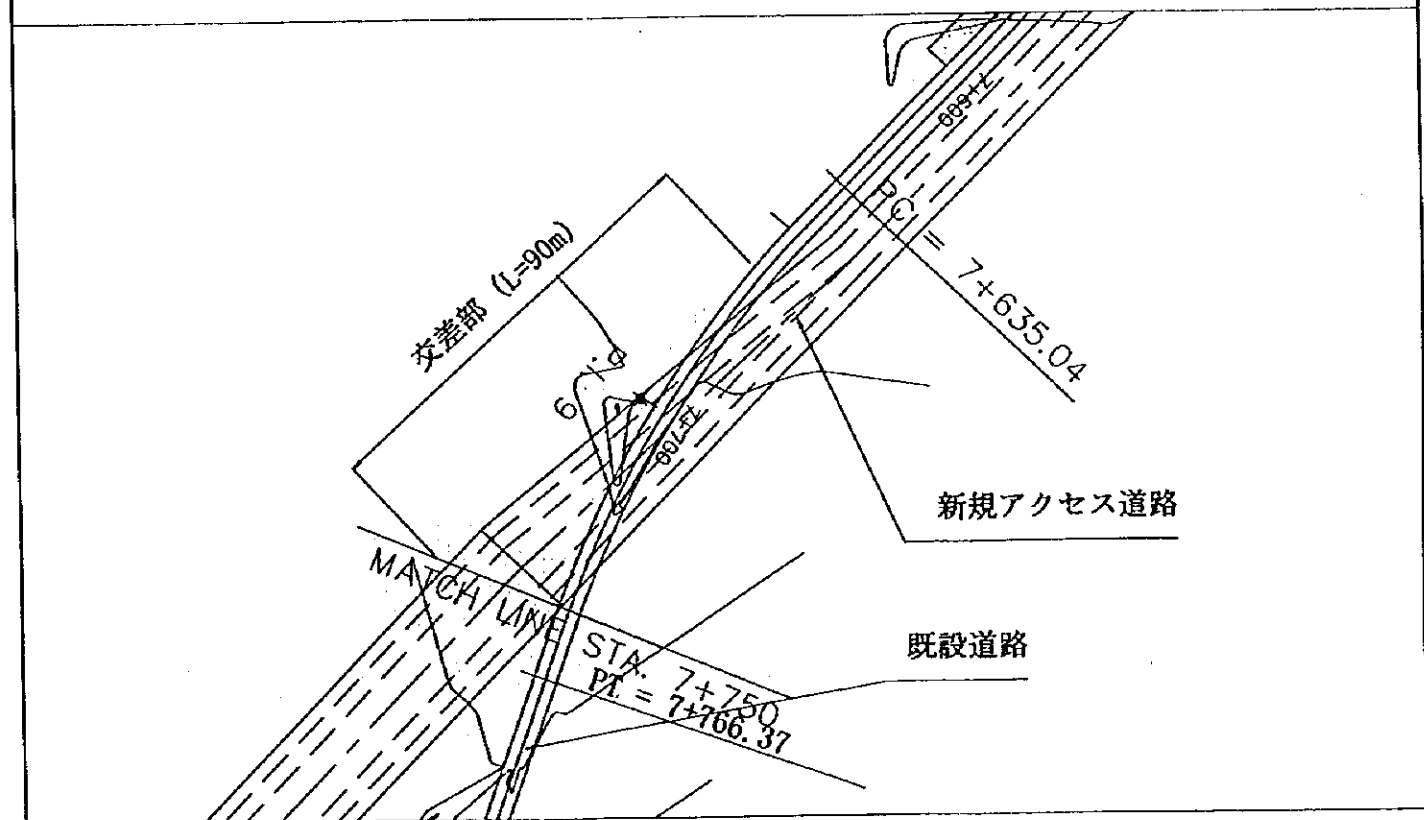 7+600
PC = 7+635.04
交差部 (L=90m)
7+700
新規アクセス道路
MATCH LINE STA. 7+750
既設道路
PT = 7+766.37